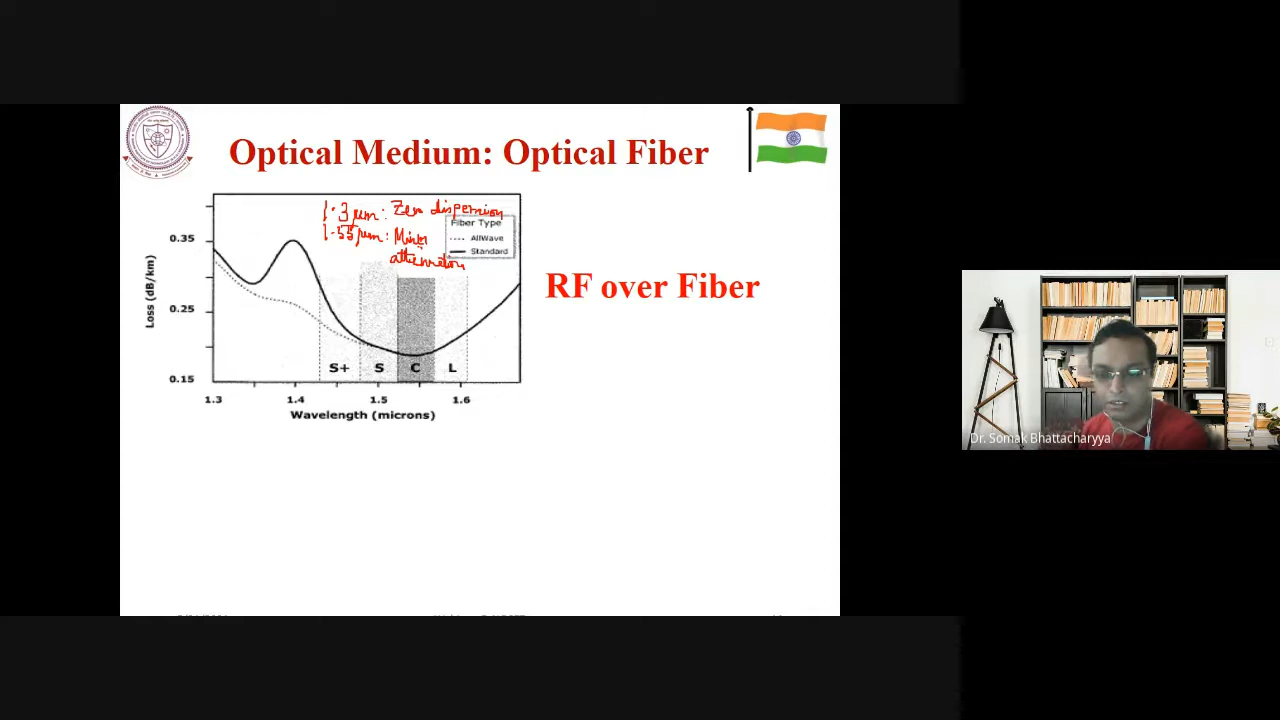 Optical Medium: Optical Fiber
1.3 µm: Zero dispersion
1.55 µm: Minm
attenuation
Fiber Type
AllWave
Standard
RF over Fiber
Loss (dB/km)
0.35
0.25
0.15
S+ S C L
1.3 1.4 1.5 1.6
Wavelength (microns)
Dr. Somak Bhattacharyya